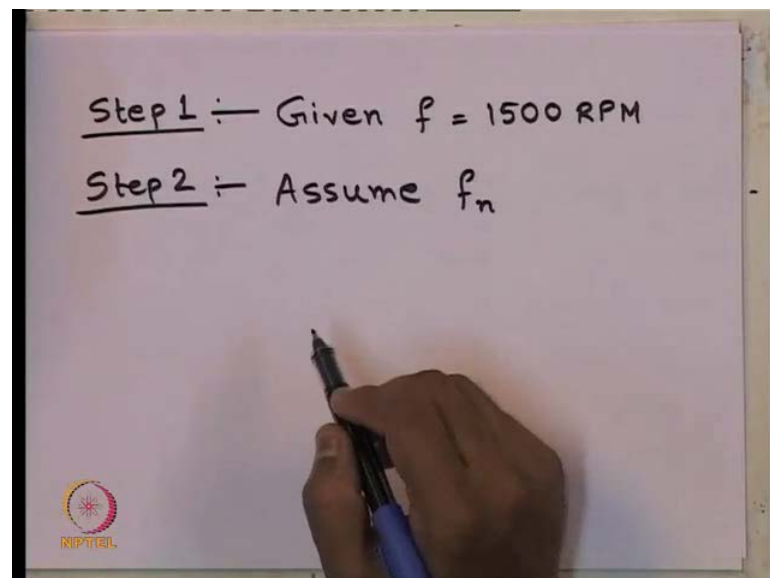 Step 1 :- Given f = 1500 RPM
Step 2 :- Assume fn
NPTEL